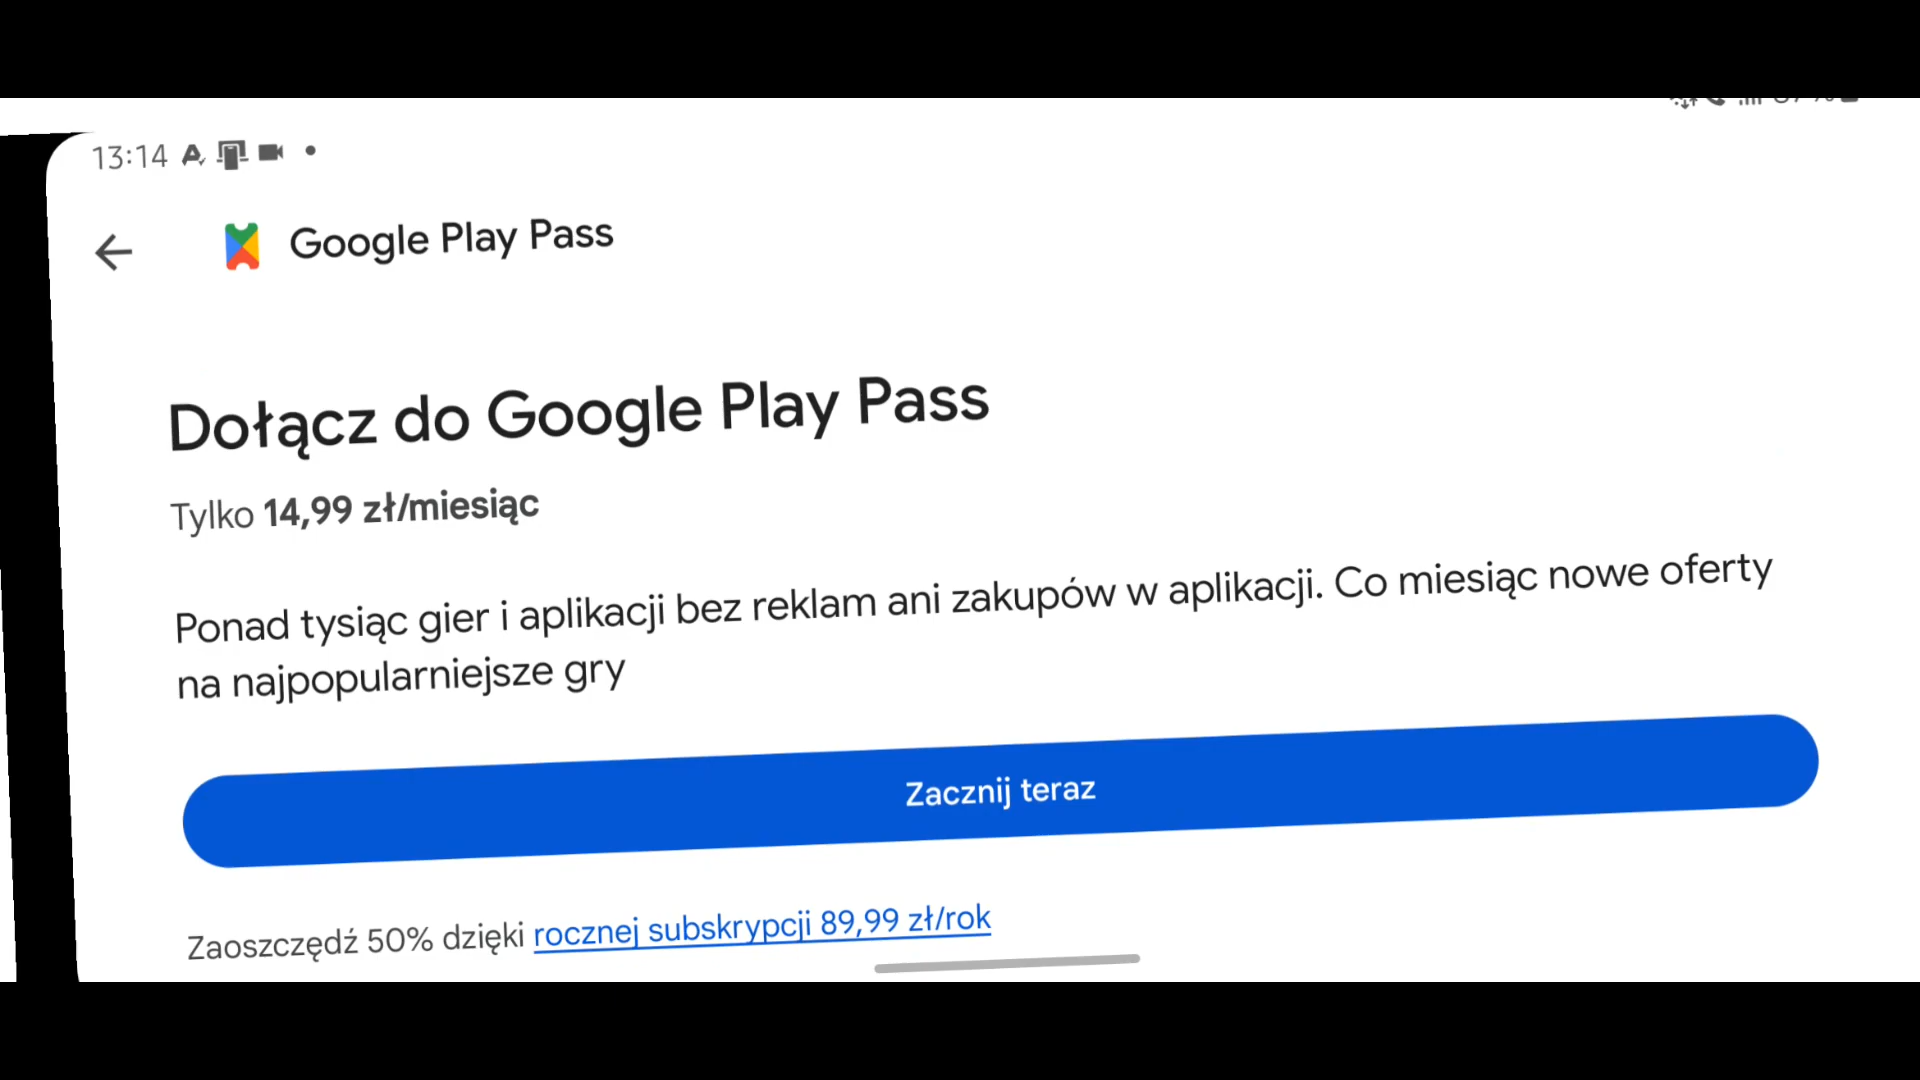 13:14
Google Play Pass
Dołącz do Google Play Pass
Tylko 14,99 zł/miesiąc
Ponad tysiąc gier i aplikacji bez reklam ani zakupów w aplikacji. Co miesiąc nowe oferty
na najpopularniejsze gry
Zacznij teraz
Zaoszczędź 50% dzięki rocznej subskrypcji 89,99 zł/rok